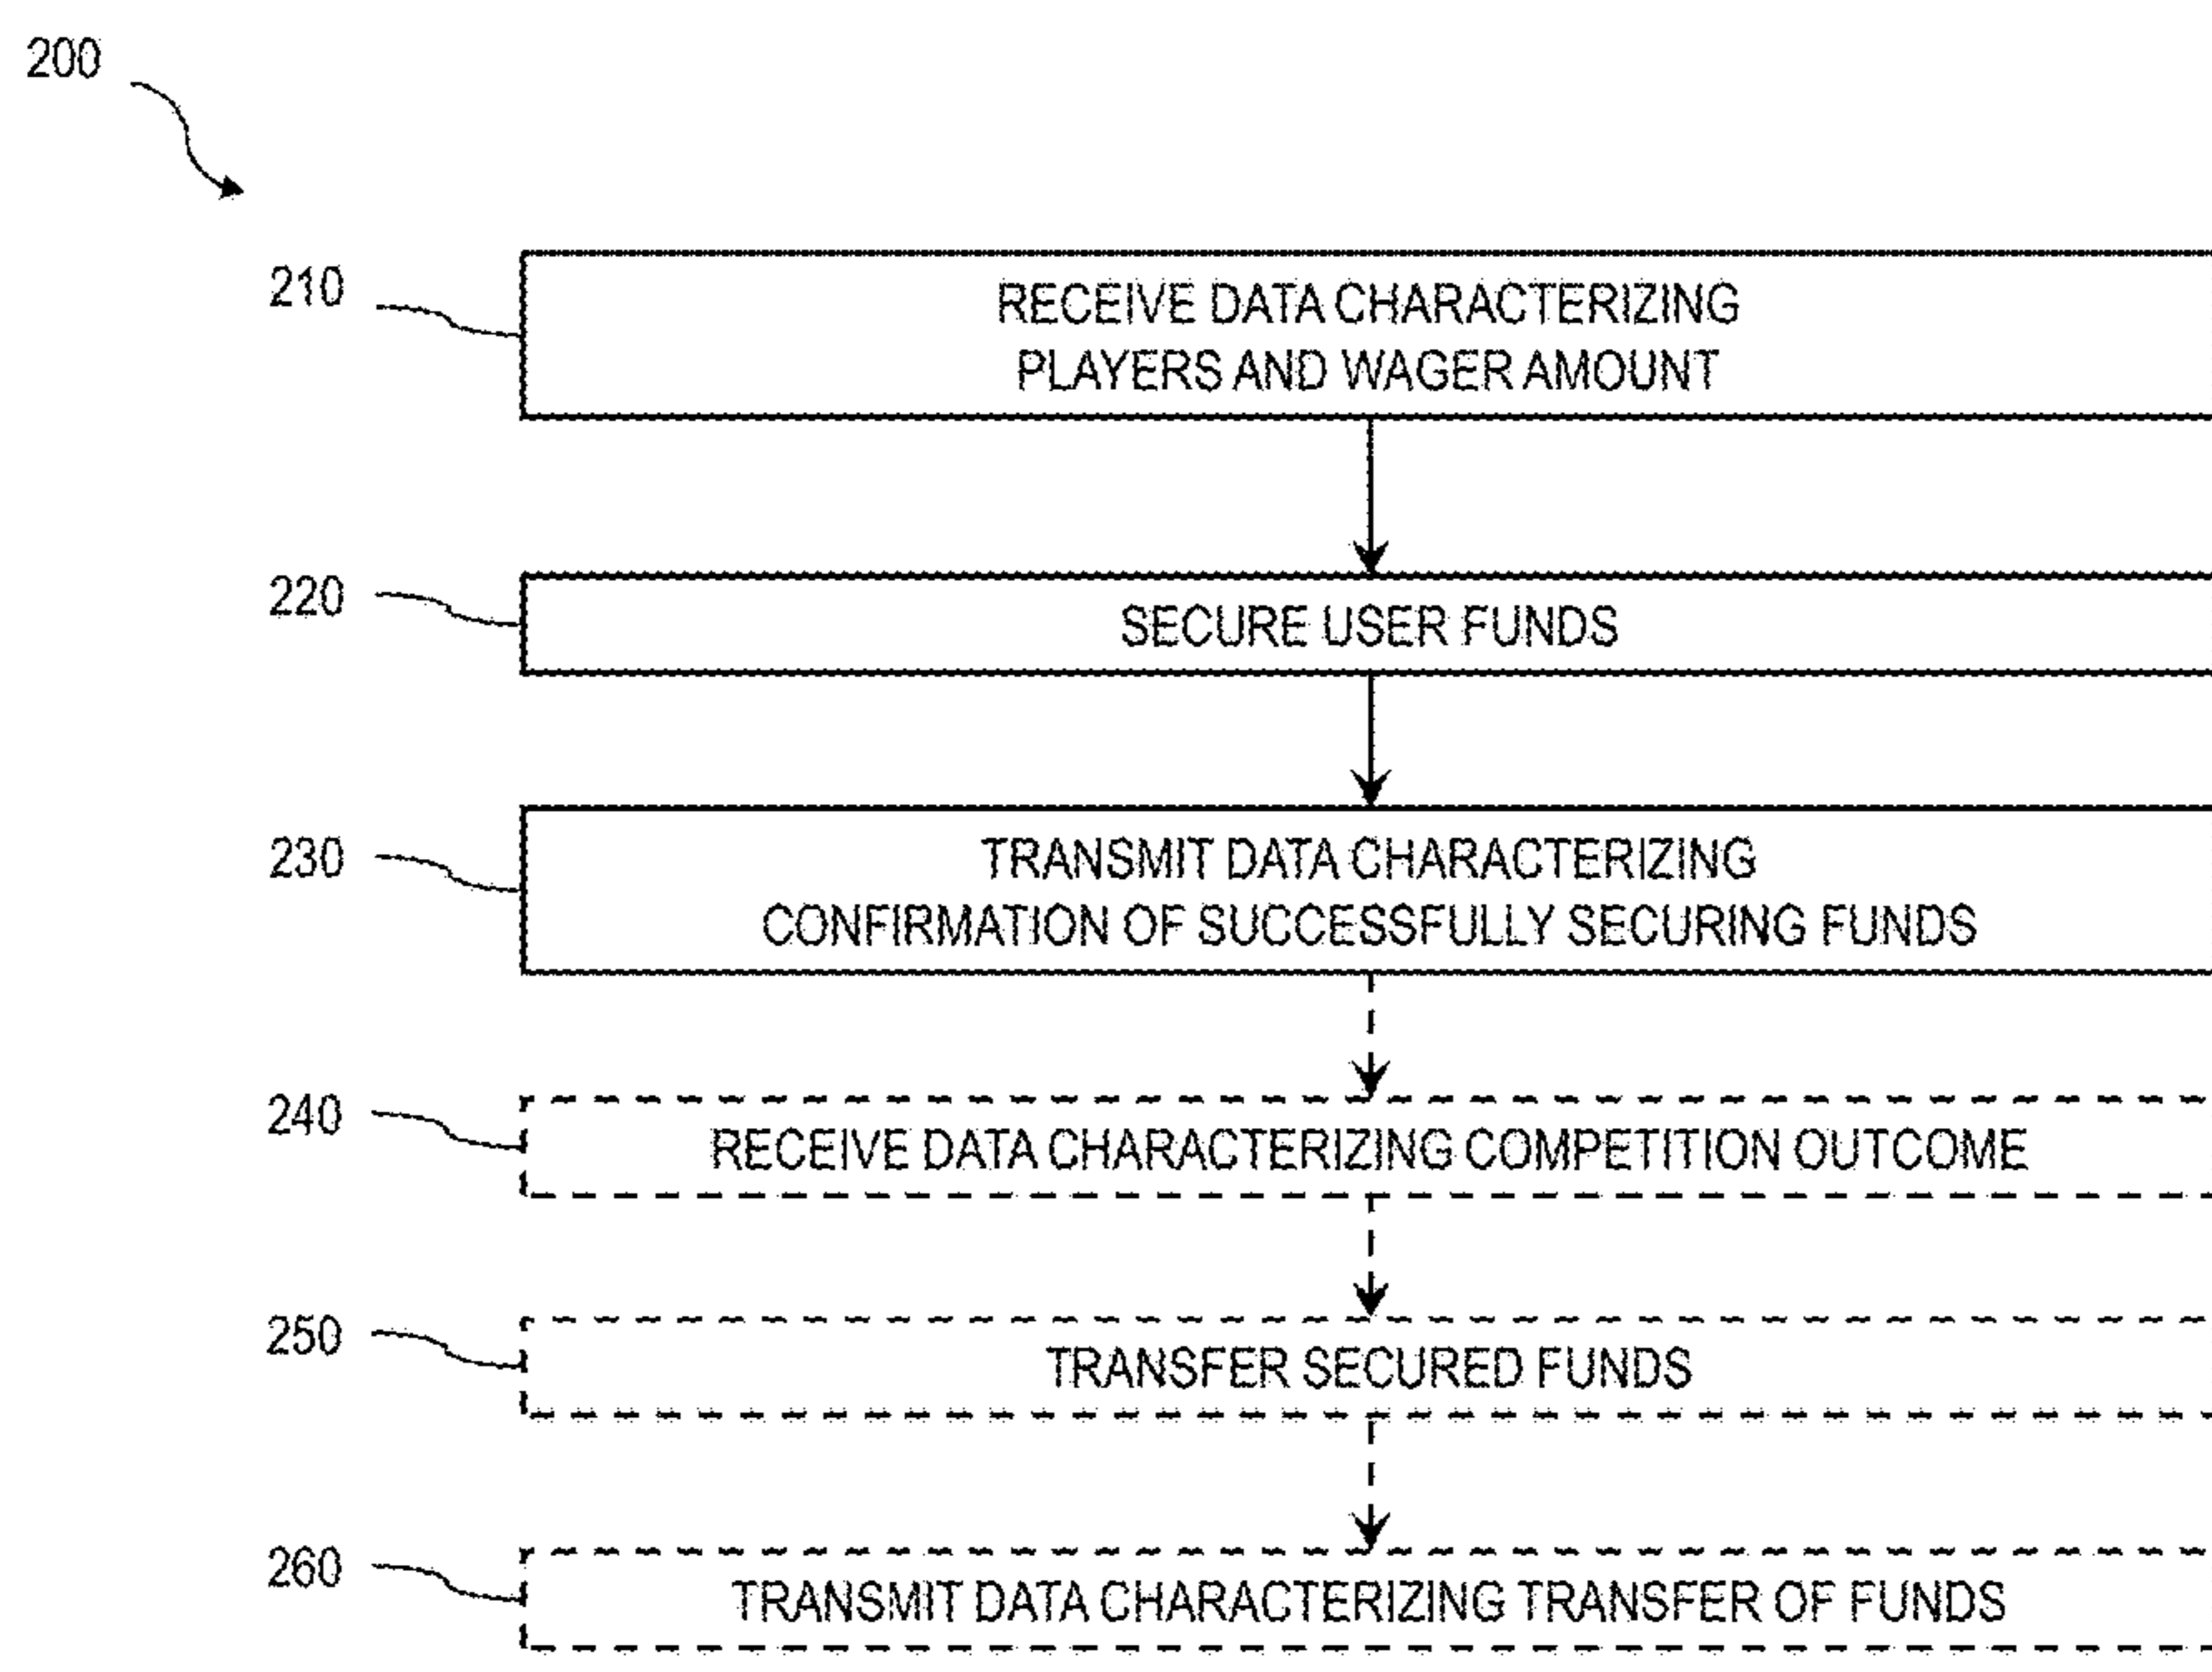 200
210
RECEIVE DATA CHARACTERIZING
PLAYERS AND WAGER AMOUNT
220
SECURE USER FUNDS
230
TRANSMIT DATA CHARACTERIZING
CONFIRMATION OF SUCCESSFULLY SECURING FUNDS
240
RECEIVE DATA CHARACTERIZING COMPETITION OUTCOME
250
TRANSFER SECURED FUNDS
260
TRANSMIT DATA CHARACTERIZING TRANSFER OF FUNDS